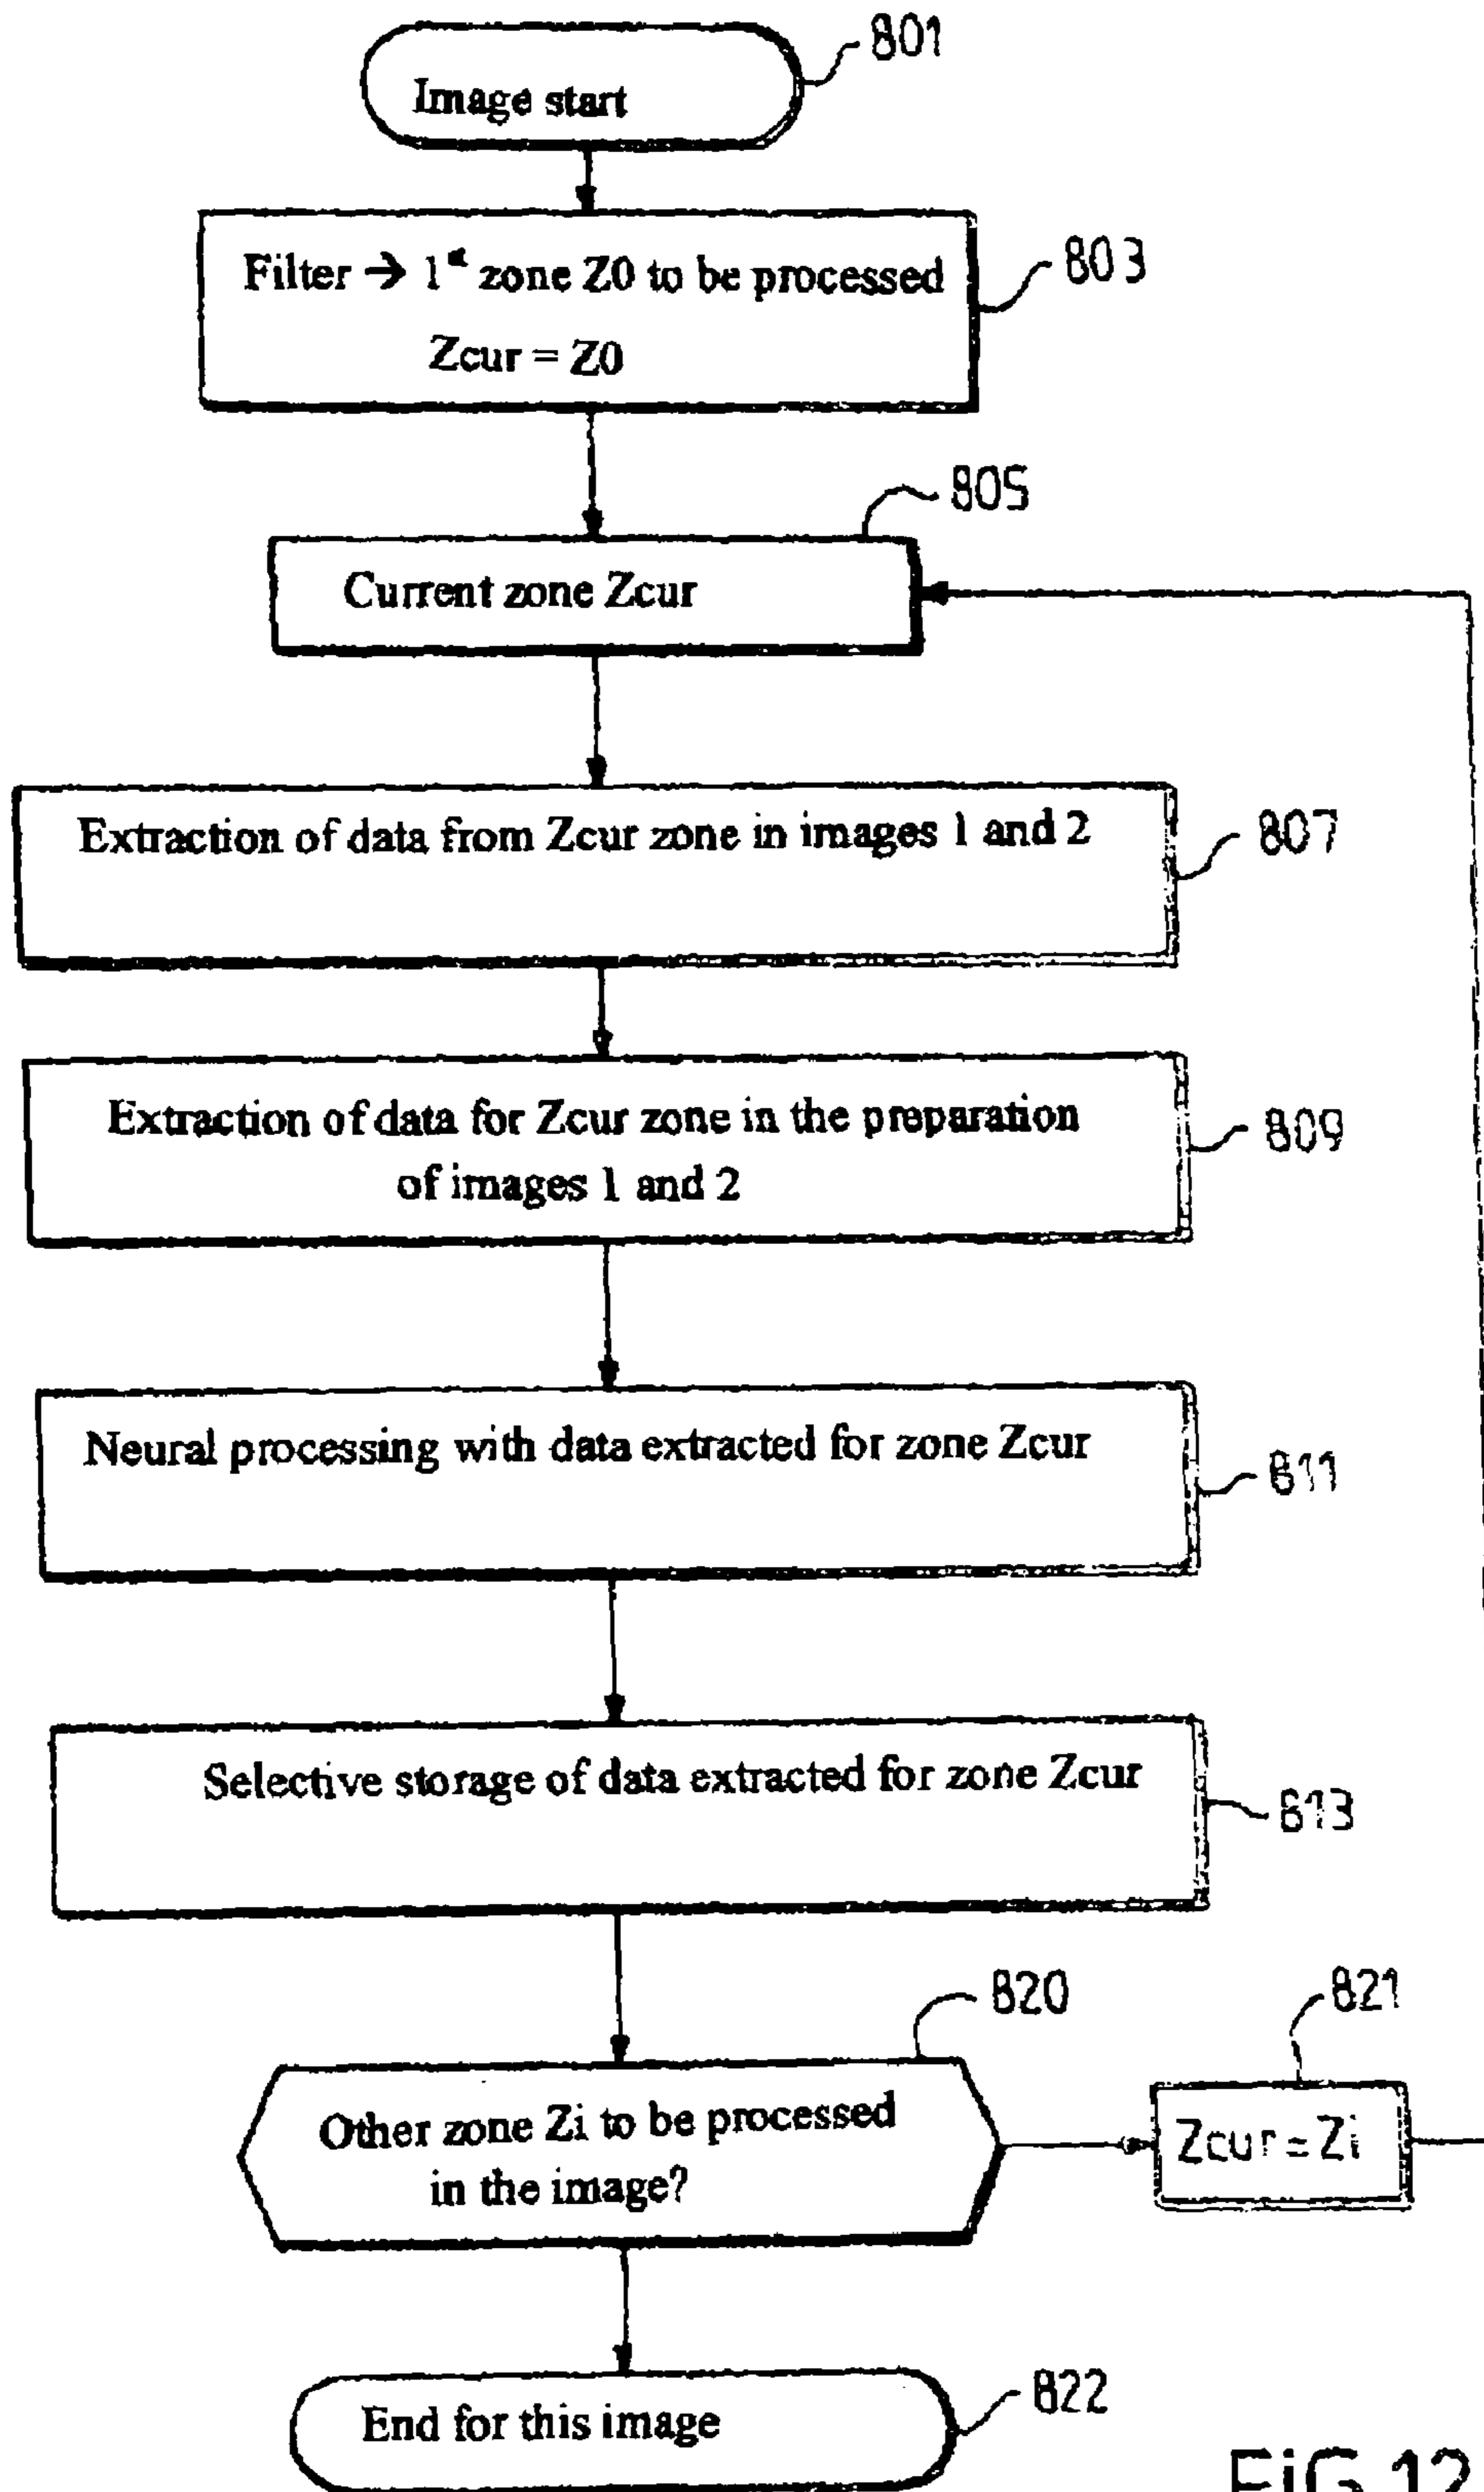 801
Image start
Filter → 1st zone Z0 to be processed
803
Zcur = Z0
805
Current zone Zcur
Extraction of data from Zcur zone in images 1 and 2
807
Extraction of data for Zcur zone in the preparation
of images 1 and 2
809
Neural processing with data extracted for zone Zcur
811
Selective storage of data extracted for zone Zcur
813
820
821
Other zone Zi to be processed
in the image?
Zcur = Zi
822
End for this image
FIG.12